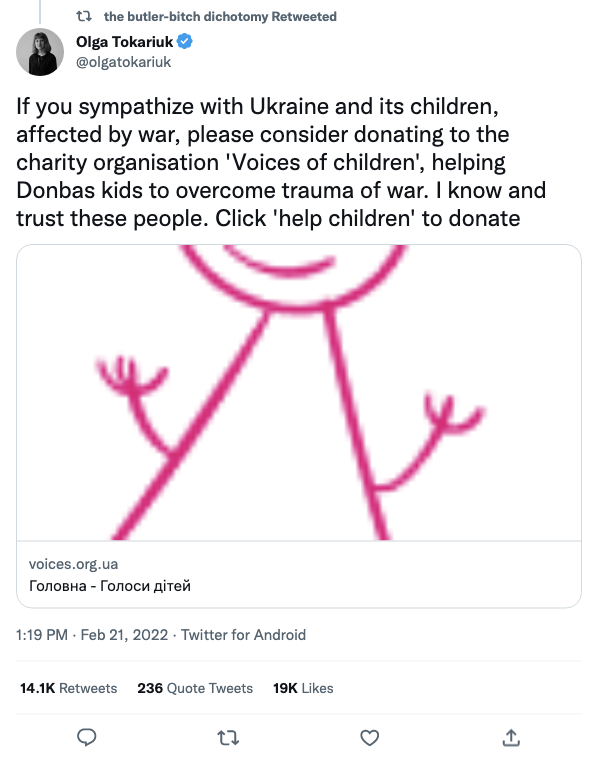 the butler-bitch dichotomy Retweeted
Olga Tokariuk
@olgatokariuk
If you sympathize with Ukraine and its children,
affected by war, please consider donating to the
charity organisation 'Voices of children', helping
Donbas kids to overcome trauma of war. I know and
trust these people. Click 'help children' to donate
voices.org.ua
Головна - Голоси дітей
1:19 PM · Feb 21, 2022 · Twitter for Android
14.1K Retweets 236 Quote Tweets 19K Likes